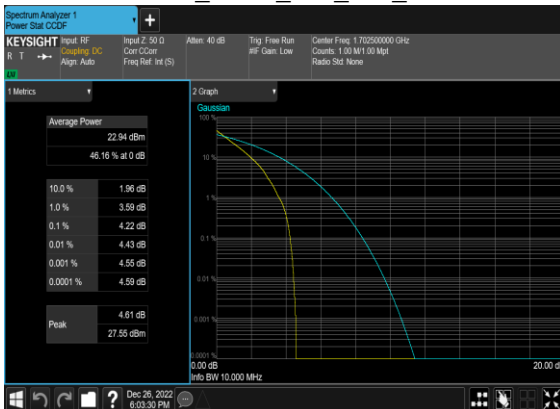 Spectrum Analyzer 1
Power Stat CCDF
KEYSIGHT
R T
Input: RF
Coupling: DC
Align: Auto
Input Z: 50 Ω
Corr CCorr
Freq Ref: Int (S)
Atten: 40 dB
Trig: Free Run
#IF Gain: Low
Center Freq: 1.702500000 GHz
Counts: 1.00 M/1.00 Mpt
Radio Std: None
1 Metrics
Average Power
22.94 dBm
46.16 % at 0 dB
10.0 % 1.96 dB
1.0 % 3.59 dB
0.1 % 4.22 dB
0.01 % 4.43 dB
0.001 % 4.55 dB
0.0001 % 4.59 dB
Peak
4.61 dB
27.55 dBm
2 Graph
Gaussian
100 %
10 %
1 %
0.1 %
0.01 %
0.001 %
0.0001 %
0.00 dB
20.00 d
Info BW 10.000 MHz
Dec 26, 2022
6:03:30 PM